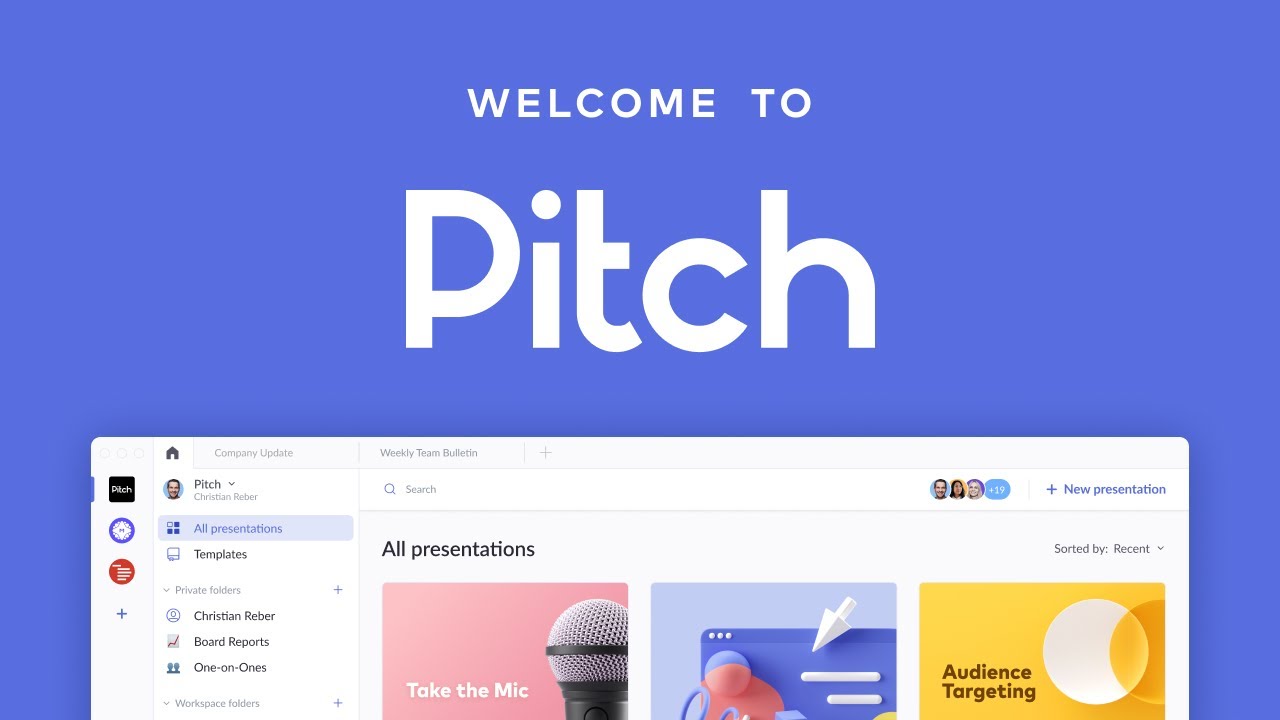 WELCOME TO
Pitch
Company Update
Weekly Team Bulletin
Pitch
Pitch
Christian Reber
Search
+19
+ New presentation
All presentations
Templates
All presentations
Sorted by: Recent
Private folders
Christian Reber
Board Reports
One-on-Ones
Workspace folders
Take the Mic
Audience
Targeting